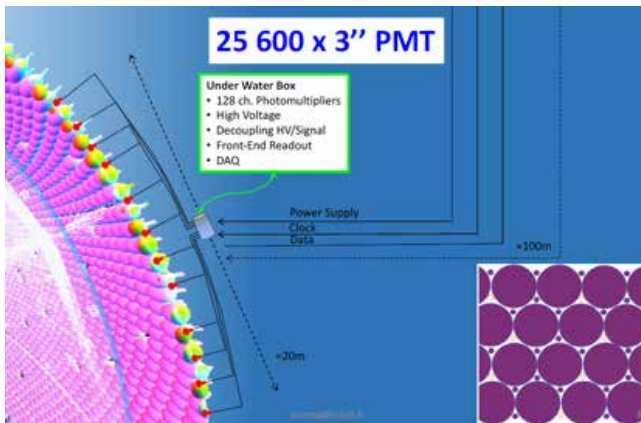 25 600 x 3’’ PMT
Under Water Box
• 128 ch. Photomultipliers
• High Voltage
• Decoupling HV/Signal
• Front-End Readout
• DAQ
Power Supply
Clock
Data
≈100m
≈20m